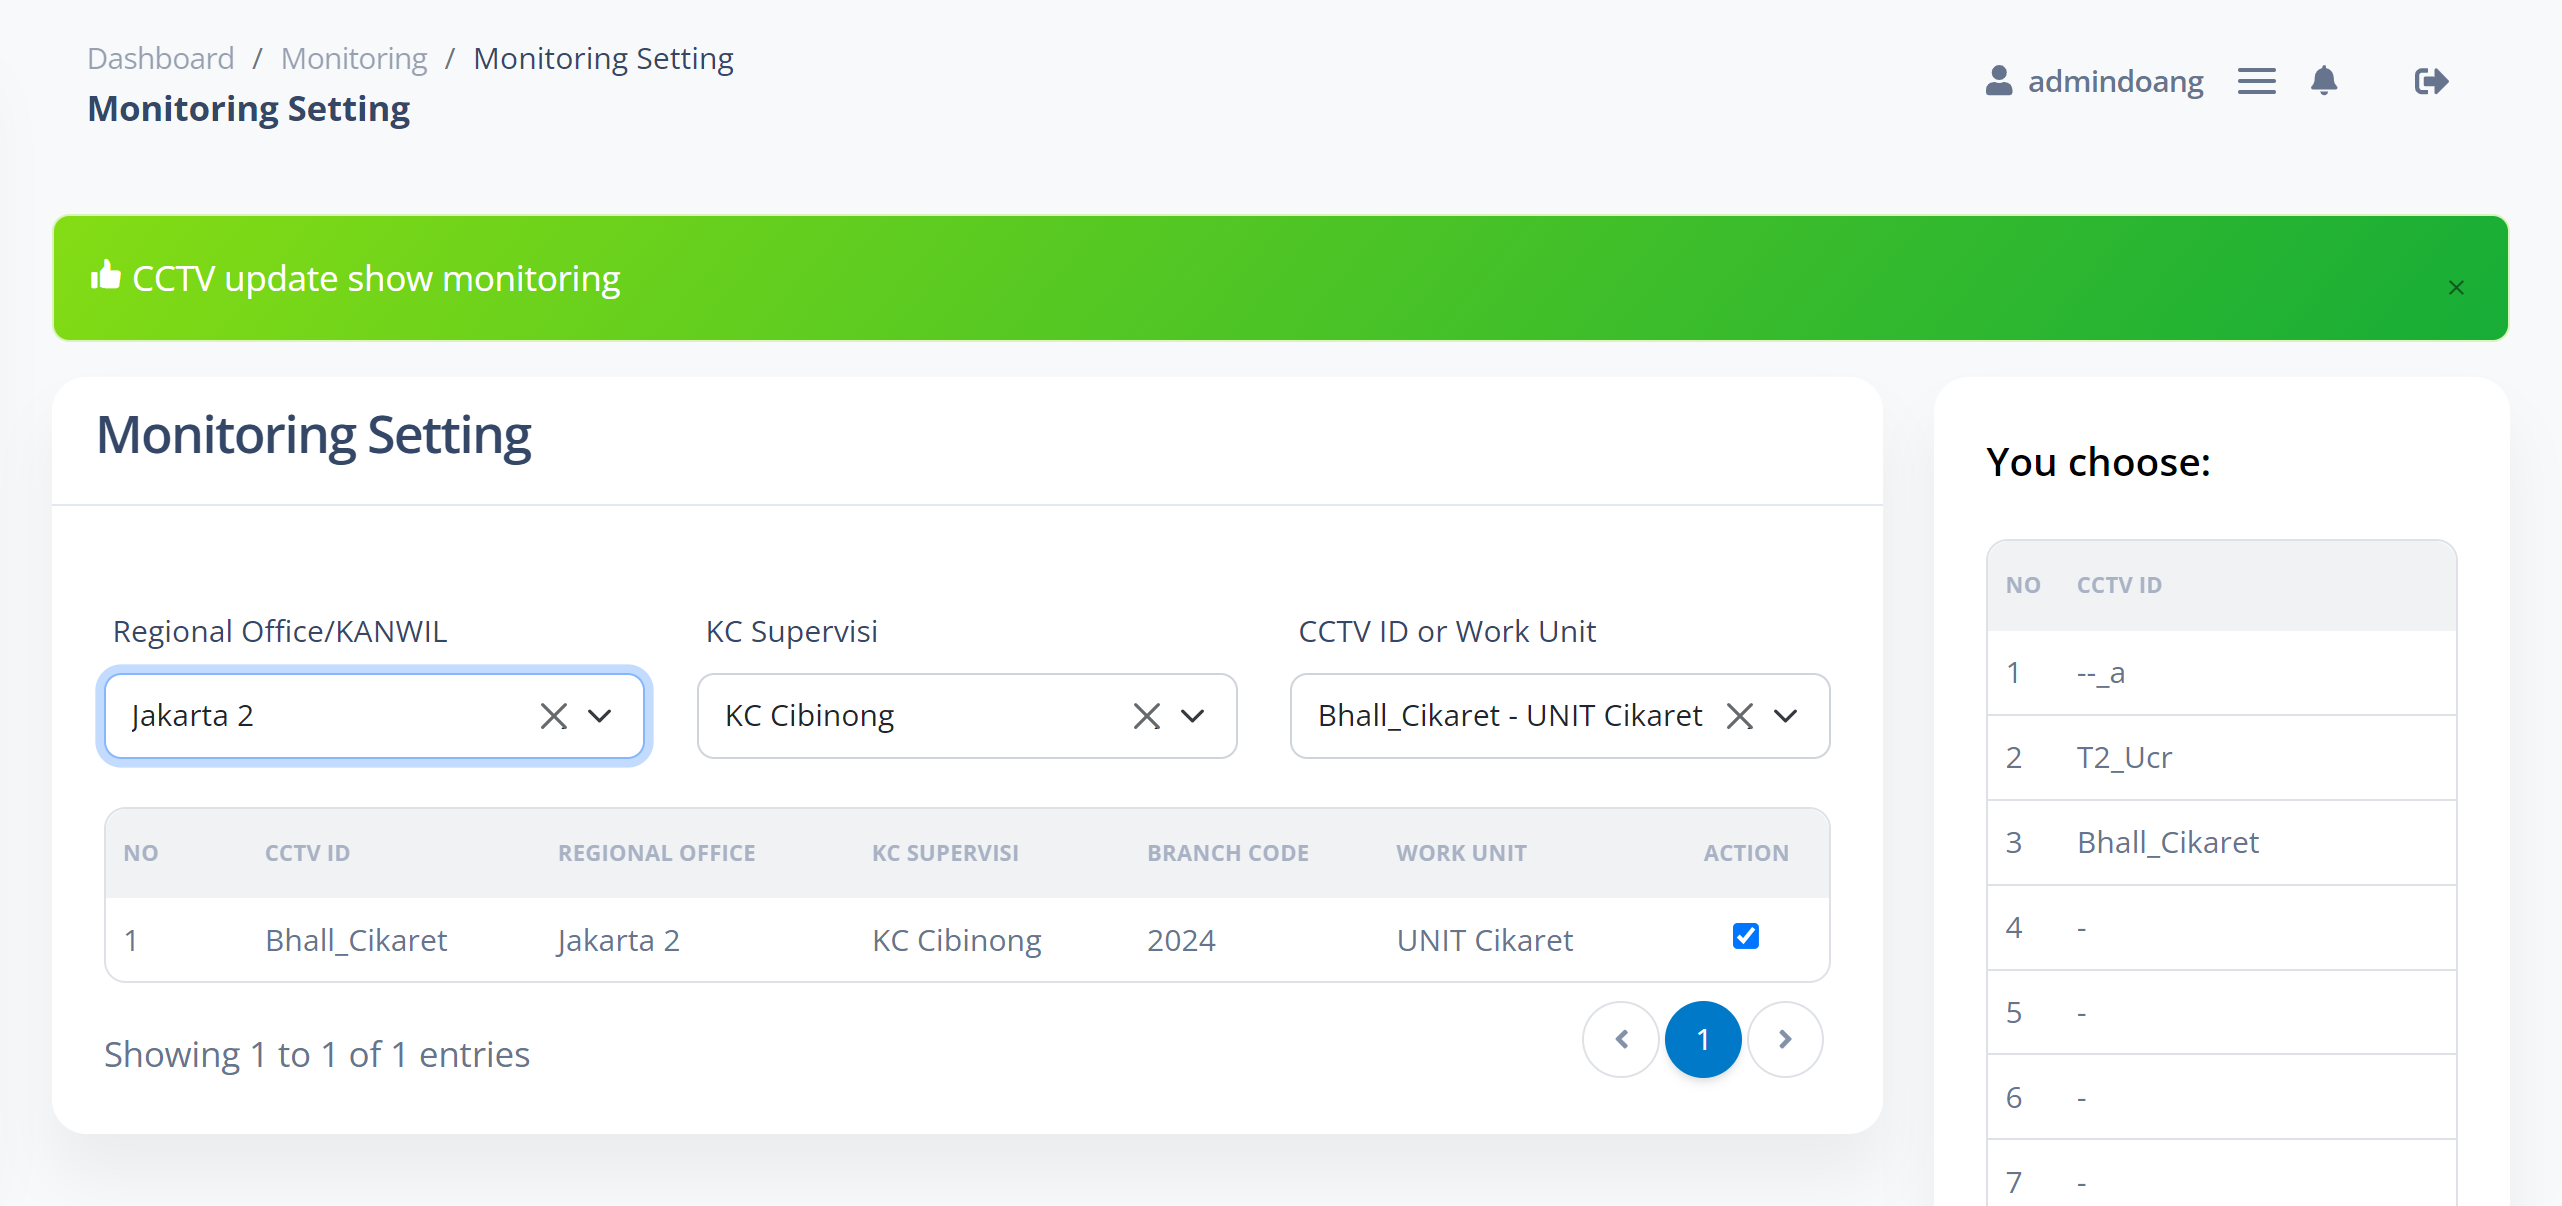 Dashboard / Monitoring / Monitoring Setting
Monitoring Setting
admindoang
CCTV update show monitoring
Monitoring Setting
Regional Office/KANWIL
KC Supervisi
CCTV ID or Work Unit
Jakarta 2
KC Cibinong
Bhall_Cikaret - UNIT Cikaret
NO CCTV ID REGIONAL OFFICE KC SUPERVISI BRANCH CODE WORK UNIT ACTION
1 Bhall_Cikaret Jakarta 2 KC Cibinong 2024 UNIT Cikaret
Showing 1 to 1 of 1 entries
1
You choose:
NO CCTV ID
1 --_a
2 T2_Ucr
3 Bhall_Cikaret
4 -
5 -
6 -
7 -